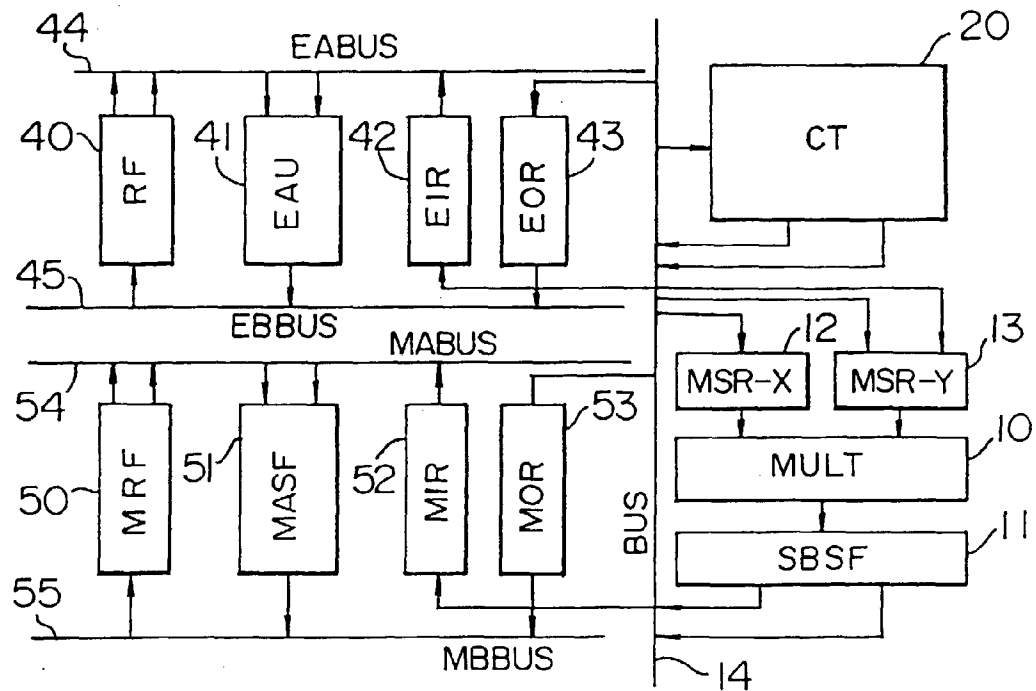 44
EABUS
20
40
RF
41
EAU
42
EIR
43
EOR
CT
45
EBBUS
MABUS
12
13
54
MSR-X
MSR-Y
53
50
MRF
51
MASF
52
MIR
MOR
BUS
MULT
10
SBSF
11
55
MBBUS
14